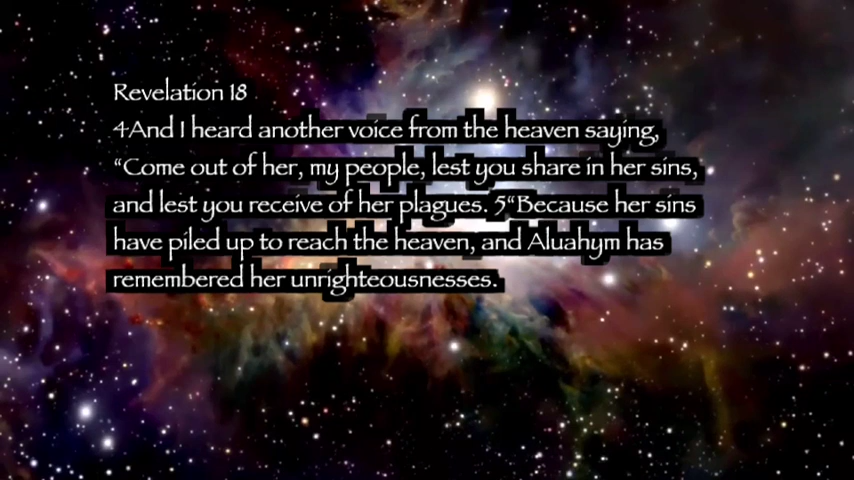 Revelation 18
4And I heard another voice from the heaven saying,
“Come out of her, my people, lest you share in her sins,
and lest you receive of her plagues. 5“Because her sins
have piled up to reach the heaven, and Aluahym has
remembered her unrighteousnesses.